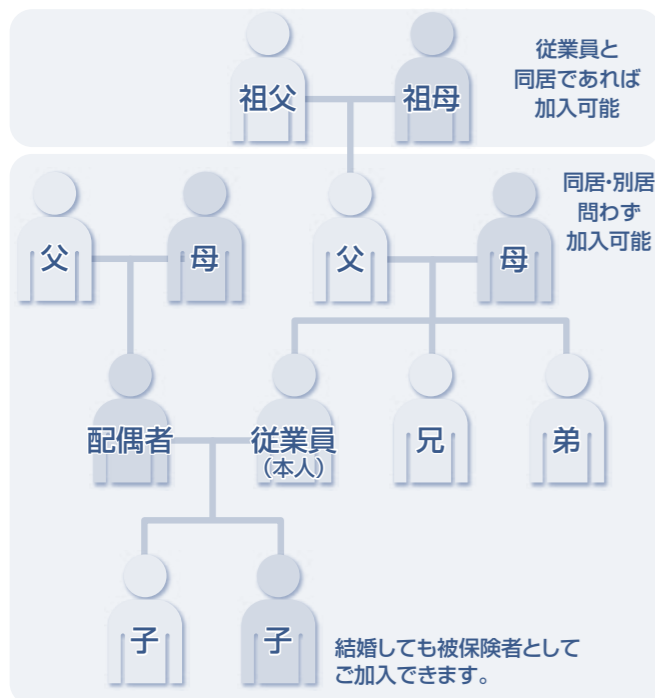 祖父
祖母
従業員と
同居であれば
加入可能
父
母
父
母
同居・別居
問わず
加入可能
配偶者
従業員
（本人）
兄
弟
子
子
結婚しても被保険者として
ご加入できます。